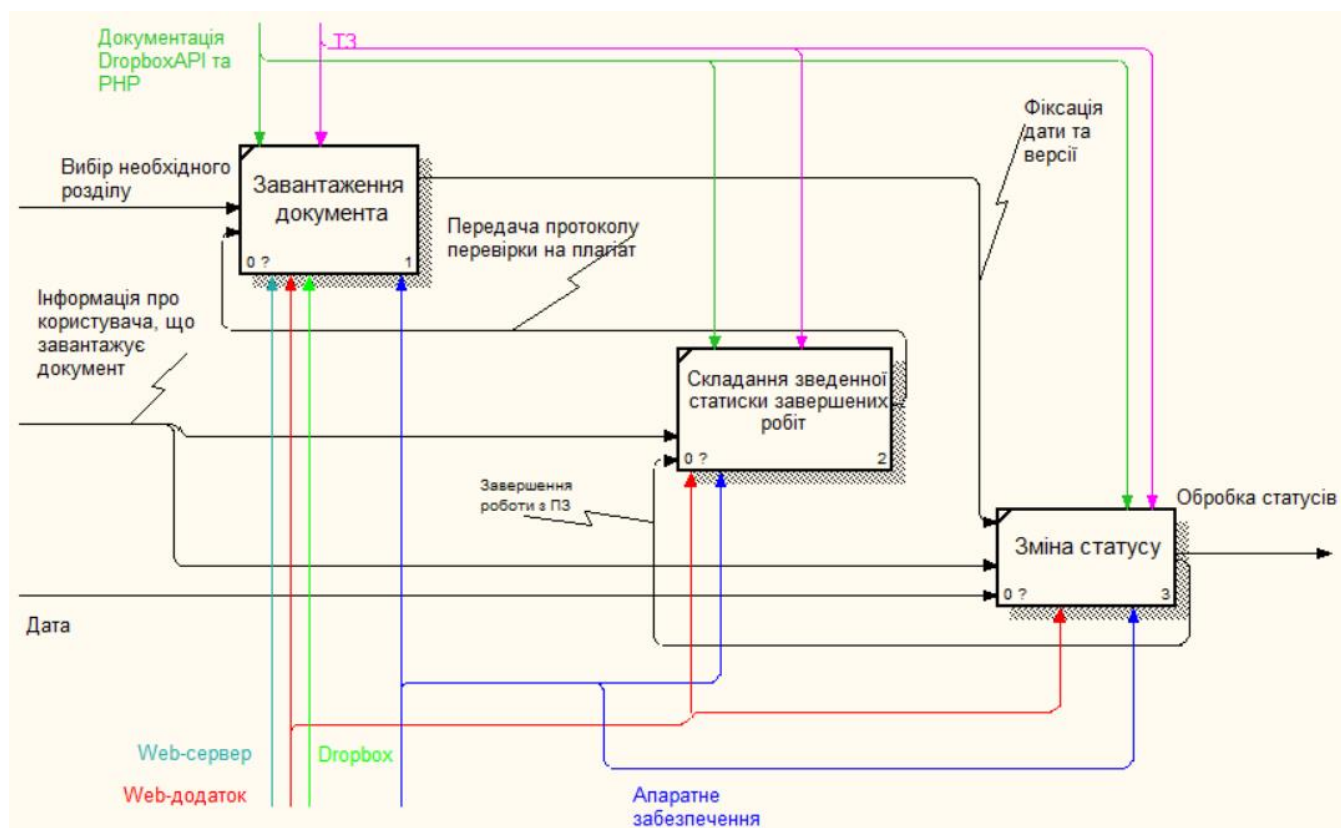 Документація
DropboxAPI та
PHP
ТЗ
Фіксація
дати та
версії
Вибір необхідного
розділу
Завантаження
документа
0 ?
1
Передача протоколу
перевірки на плагіат
Інформація про
користувача, що
завантажує
документ
Складання зведенної
статиски завершених
робіт
0 ?
2
Завершення
роботи з ПЗ
Обробка статусів
Зміна статусу
0 ?
3
Дата
Web-сервер
Dropbox
Web-додаток
Апаратне
забезпечення